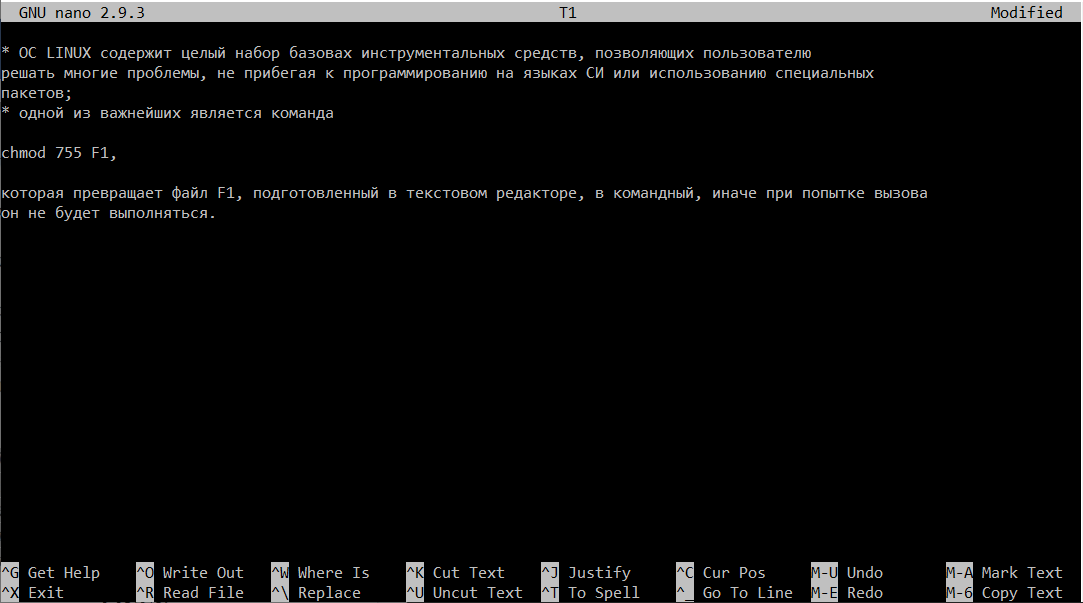 GNU nano 2.9.3 T1 Modified
* ОС LINUX содержит целый набор базовах инструментальных средств, позволяющих пользователю
решать многие проблемы, не прибегая к программированию на языках СИ или использованию специальных
пакетов;
* одной из важнейших является команда
chmod 755 F1,
которая превращает файл F1, подготовленный в текстовом редакторе, в командный, иначе при попытке вызова
он не будет выполняться.
^G Get Help ^O Write Out ^W Where Is ^K Cut Text ^J Justify ^C Cur Pos M-U Undo M-A Mark Text
^X Exit ^R Read File ^\ Replace ^U Uncut Text ^T To Spell ^_ Go To Line M-E Redo M-6 Copy Text